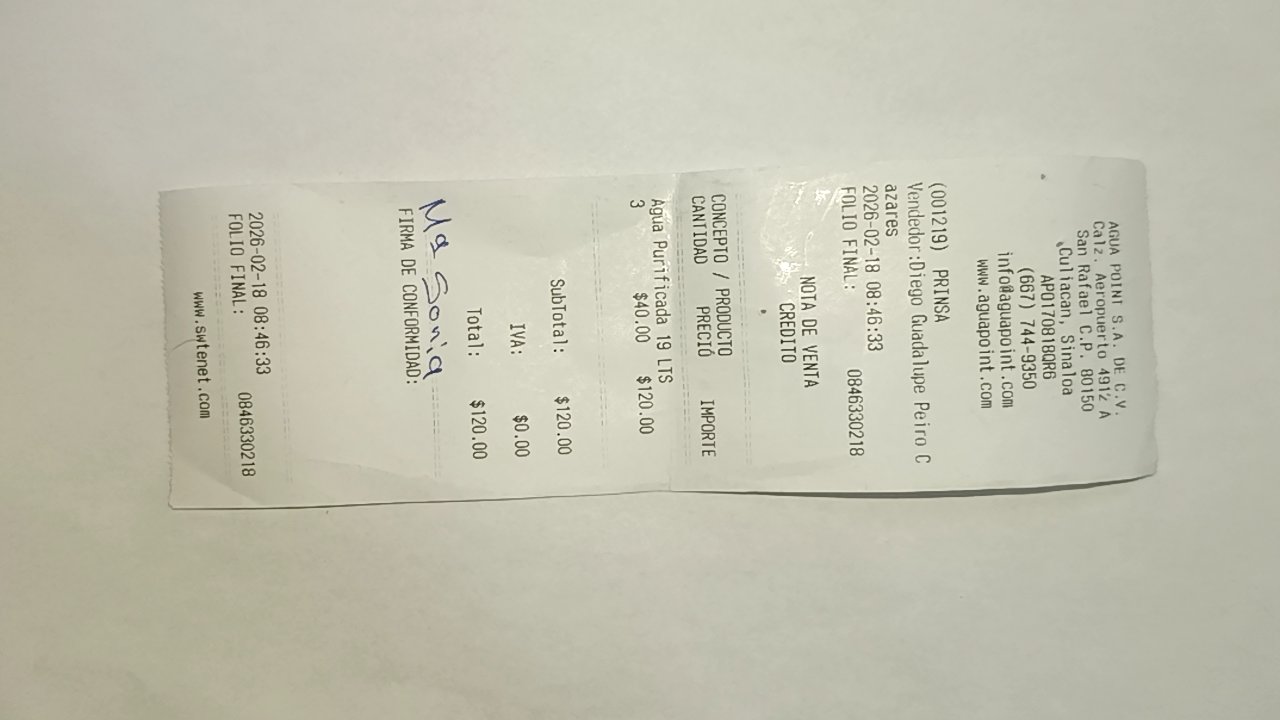 AGUA POINT S.A. DE C.V.
Calz. Aeropuerto 4912 A
San Rafael C.P. 80150
Culiacan, Sinaloa
APO170818QR6
(667) 744-9350
info@aguapoint.com
www.aguapoint.com
(001219) PRINSA
Vendedor:Diego Guadalupe Peiro C
azares
2026-02-18 08:46:33
FOLIO FINAL: 0846330218
NOTA DE VENTA
CREDITO
CONCEPTO / PRODUCTO
CANTIDAD PRECIO IMPORTE
Agua Purificada 19 LTS
3 $40.00 $120.00
SubTotal: $120.00
IVA: $0.00
Total: $120.00
Ma Sonia
FIRMA DE CONFORMIDAD:
2026-02-18 08:46:33
FOLIO FINAL: 0846330218
www.swtenet.com